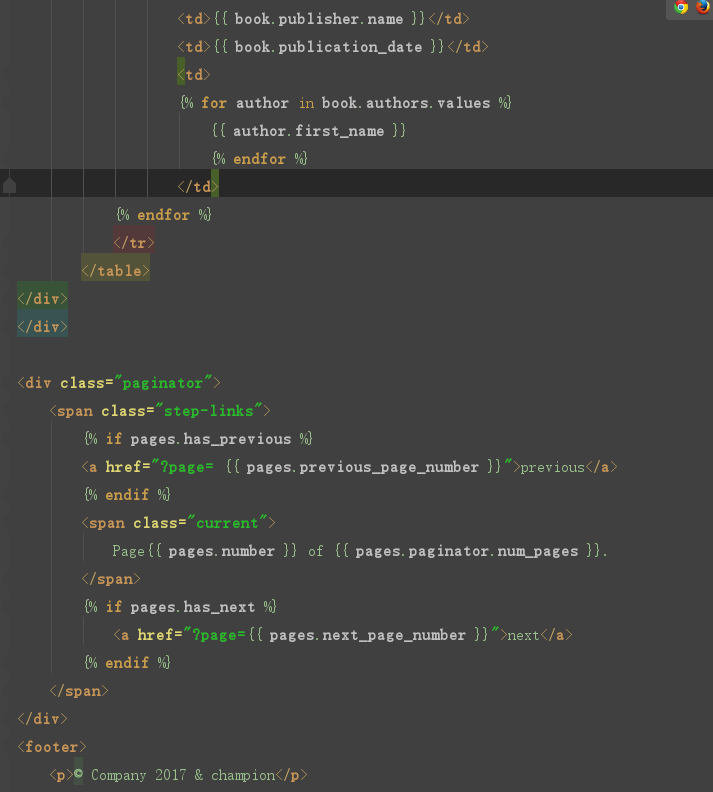 <td>{{ book.publisher.name }}</td>
<td>{{ book.publication_date }}</td>
<td>
{% for author in book.authors.values %}
{{ author.first_name }}
{% endfor %}
</td>
{% endfor %}
</tr>
</table>
</div>
</div>
<div class="paginator">
<span class="step-links">
{% if pages.has_previous %}
<a href="?page= {{ pages.previous_page_number }}">previous</a>
{% endif %}
<span class="current">
Page{{ pages.number }} of {{ pages.paginator.num_pages }}.
</span>
{% if pages.has_next %}
<a href="?page={{ pages.next_page_number }}">next</a>
{% endif %}
</span>
</div>
<footer>
<p>© Company 2017 & champion</p>